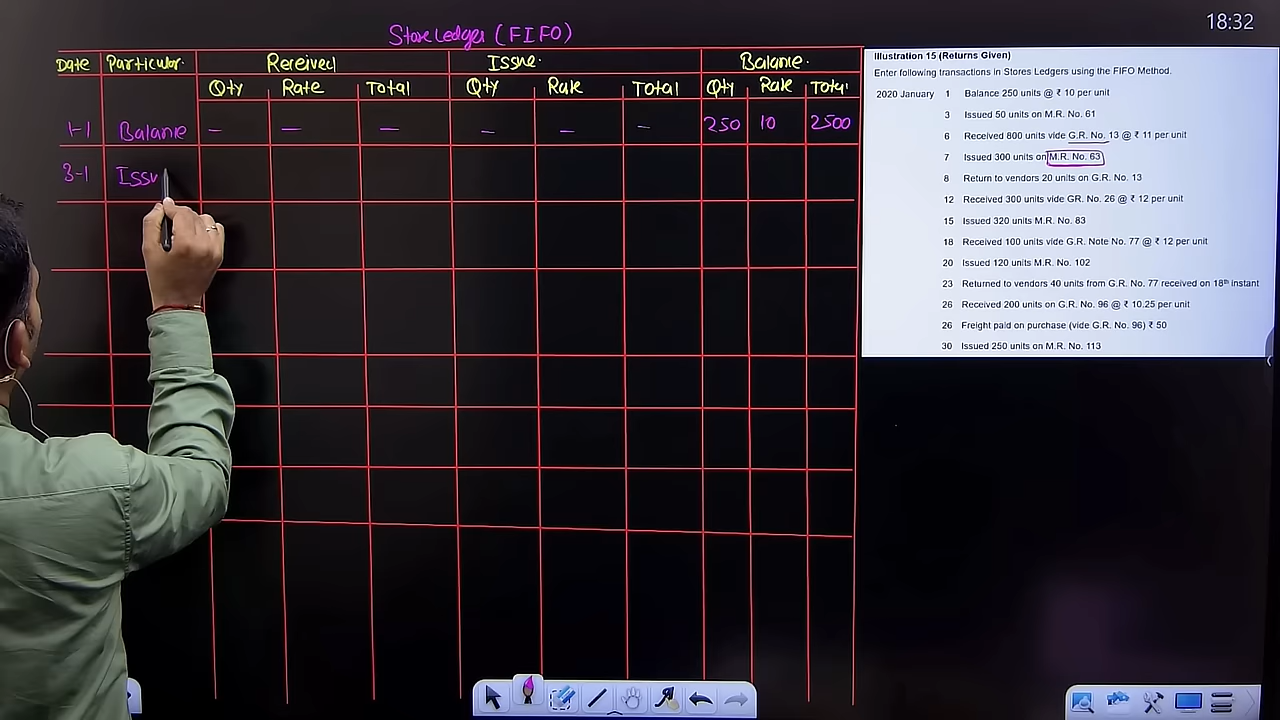 18:32
Store Ledger (FIFO)
Date Particular. Received Issue. Balance.
Qty Rate Total Qty Rate Total Qty Rate Total
1-1 Balance — — — — — — 250 10 2500
3-1 Issu
Illustration 15 (Returns Given)
Enter following transactions in Stores Ledgers using the FIFO Method.
2020 January 1 Balance 250 units @ ₹ 10 per unit
3 Issued 50 units on M.R. No. 61
6 Received 800 units vide G.R. No. 13 @ ₹ 11 per unit
7 Issued 300 units on M.R. No. 63
8 Return to vendors 20 units on G.R. No. 13
12 Received 300 units vide GR. No. 26 @ ₹ 12 per unit
15 Issued 320 units M.R. No. 83
18 Received 100 units vide G.R. Note No. 77 @ ₹ 12 per unit
20 Issued 120 units M.R. No. 102
23 Returned to vendors 40 units from G.R. No. 77 received on 18th instant
26 Received 200 units on G.R. No. 96 @ ₹ 10.25 per unit
26 Freight paid on purchase (vide G.R. No. 96) ₹ 50
30 Issued 250 units on M.R. No. 113